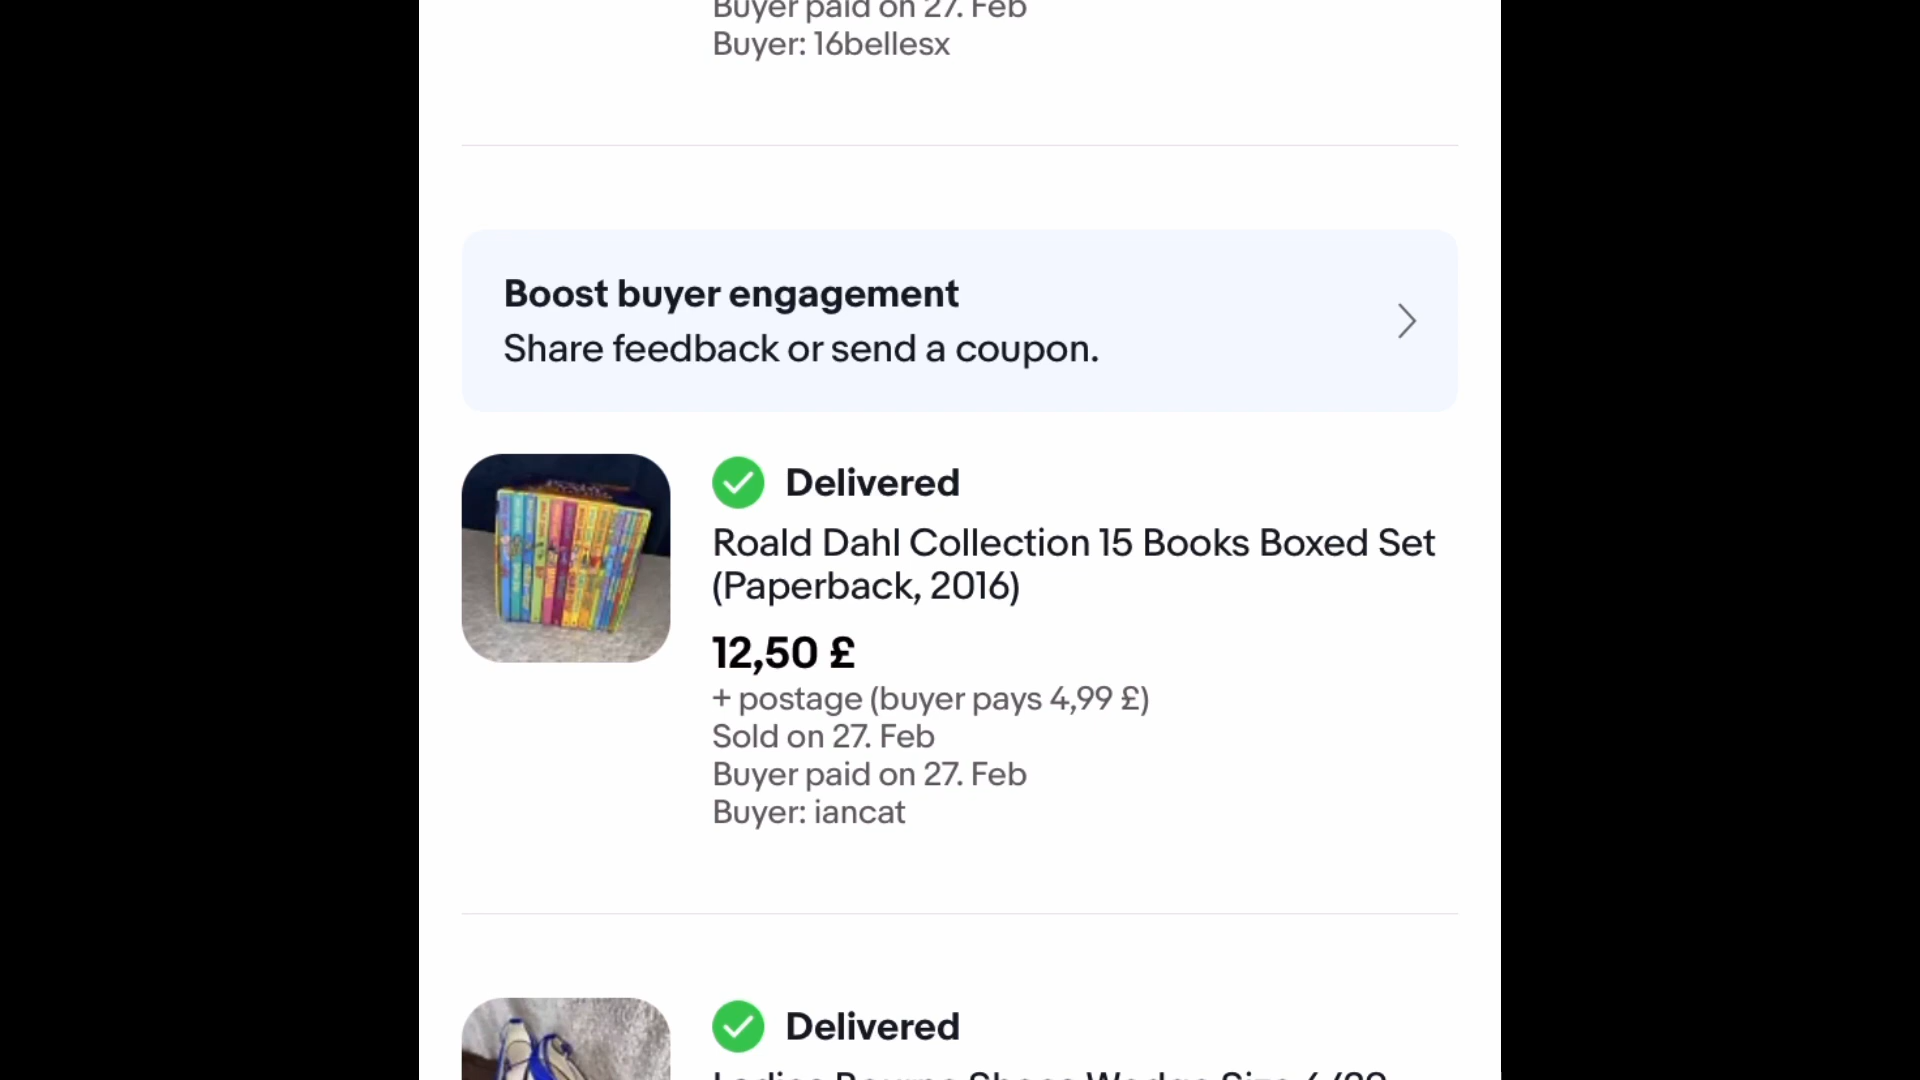 Buyer paid on 27. Feb
Buyer: 16bellesx
Boost buyer engagement
Share feedback or send a coupon.
Delivered
Roald Dahl Collection 15 Books Boxed Set
(Paperback, 2016)
12,50 £
+ postage (buyer pays 4,99 £)
Sold on 27. Feb
Buyer paid on 27. Feb
Buyer: iancat
Delivered